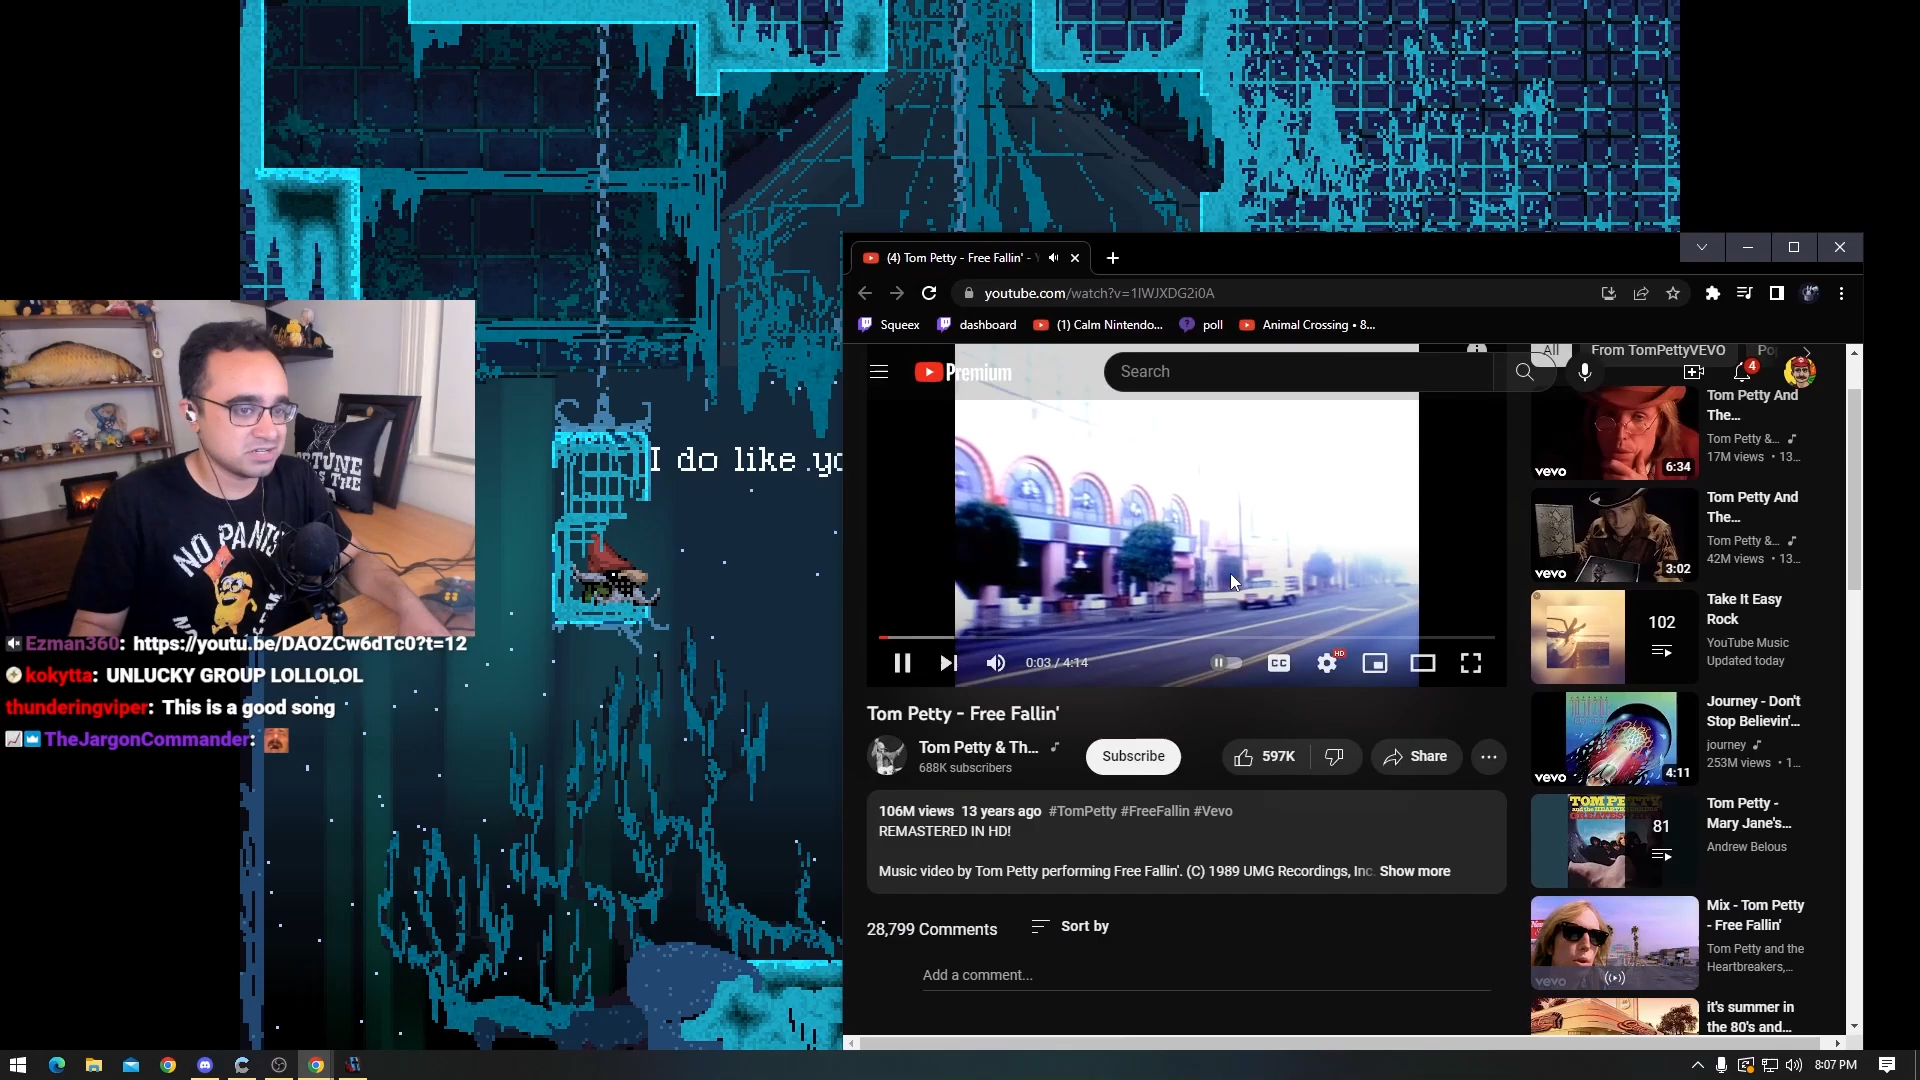 (4) Tom Petty - Free Fallin' -
youtube.com/watch?v=1lWJXDG2i0A
Squeex
dashboard
(1) Calm Nintendo...
poll
Animal Crossing • 8...
Premium
Search
4
All
From TomPettyVEVO
I do like
NO PANTS
Ezman360: https://youtu.be/DAOZCw6dTc0?t=12
kokytta: UNLUCKY GROUP LOLLOLOL
thunderingviper: This is a good song
TheJargonCommander:
0:03 / 4:14
CC
HD
Tom Petty - Free Fallin'
Tom Petty & Th...
688K subscribers
Subscribe
597K
Share
106M views 13 years ago #TomPetty #FreeFallin #Vevo
REMASTERED IN HD!
Music video by Tom Petty performing Free Fallin'. (C) 1989 UMG Recordings, Inc. Show more
28,799 Comments
Sort by
Add a comment...
vevo
6:34
Tom Petty And
The...
Tom Petty &...
17M views • 13...
vevo
3:02
Tom Petty And
The...
Tom Petty &...
42M views • 13...
102
Take It Easy
Rock
YouTube Music
Updated today
vevo
4:11
Journey - Don't
Stop Believin'...
journey
253M views • 1...
81
Tom Petty -
Mary Jane's...
Andrew Belous
vevo
Mix - Tom Petty
- Free Fallin'
Tom Petty and the
Heartbreakers,...
it's summer in
the 80's and...
8:07 PM